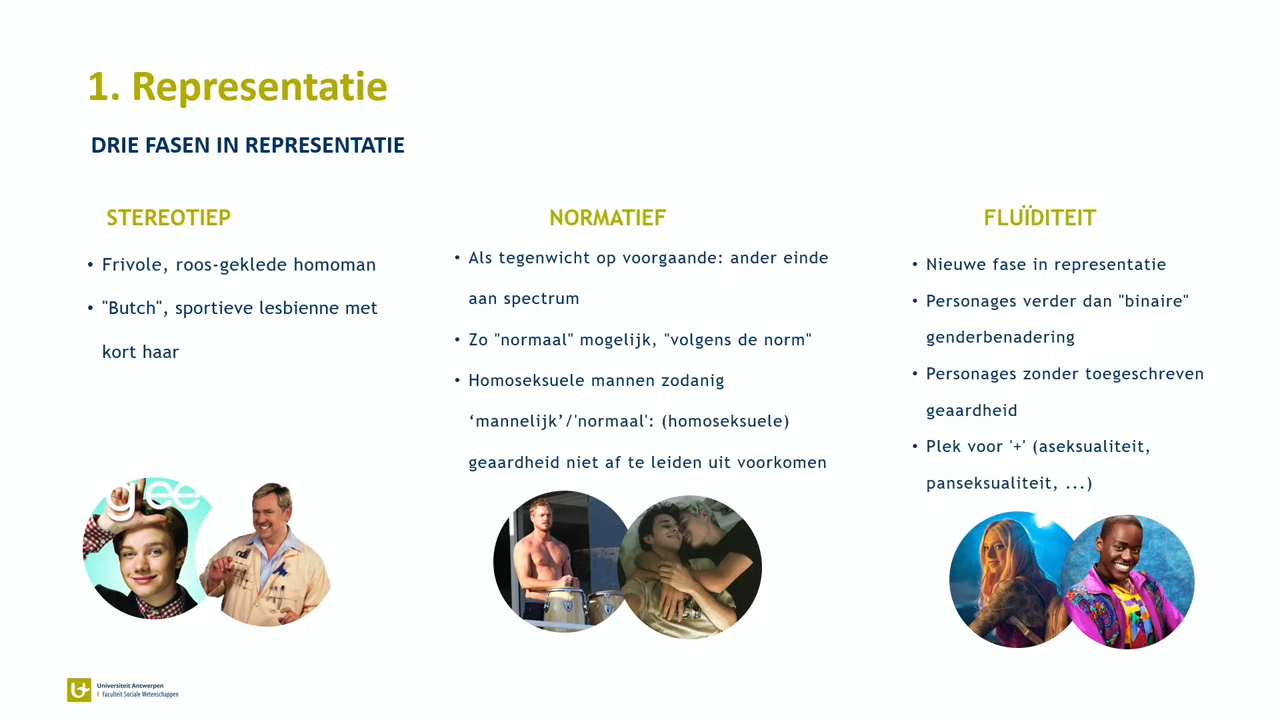 1. Representatie
DRIE FASEN IN REPRESENTATIE
STEREOTIEP
• Frivole, roos-geklede homoman
• "Butch", sportieve lesbienne met
kort haar
NORMATIEF
• Als tegenwicht op voorgaande: ander einde
aan spectrum
• Zo "normaal" mogelijk, "volgens de norm"
• Homoseksuele mannen zodanig
‘mannelijk’/'normaal': (homoseksuele)
geaardheid niet af te leiden uit voorkomen
FLUÏDITEIT
• Nieuwe fase in representatie
• Personages verder dan "binaire"
genderbenadering
• Personages zonder toegeschreven
geaardheid
• Plek voor '+' (aseksualiteit,
panseksualiteit, ...)
glee
Universiteit Antwerpen
| Faculteit Sociale Wetenschappen